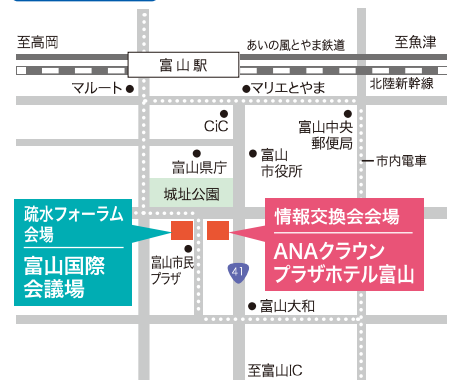 至高岡
あいの風とやま鉄道
至魚津
富山駅
北陸新幹線
マルート
マリエとやま
CiC
富山中央
郵便局
富山県庁
富山
市役所
市内電車
城址公園
疏水フォーラム
会場
富山国際
会議場
情報交換会会場
ANAクラウン
プラザホテル富山
富山市民
プラザ
41
富山大和
至富山IC